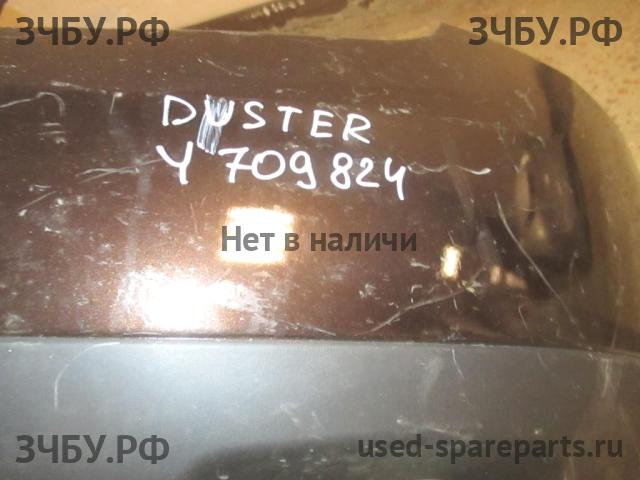 ЗЧБУ.РФ ЗЧБУ.РФ
DUSTER
У 709824
Нет в наличи
ЗЧБУ.РФ used-spareparts.ru